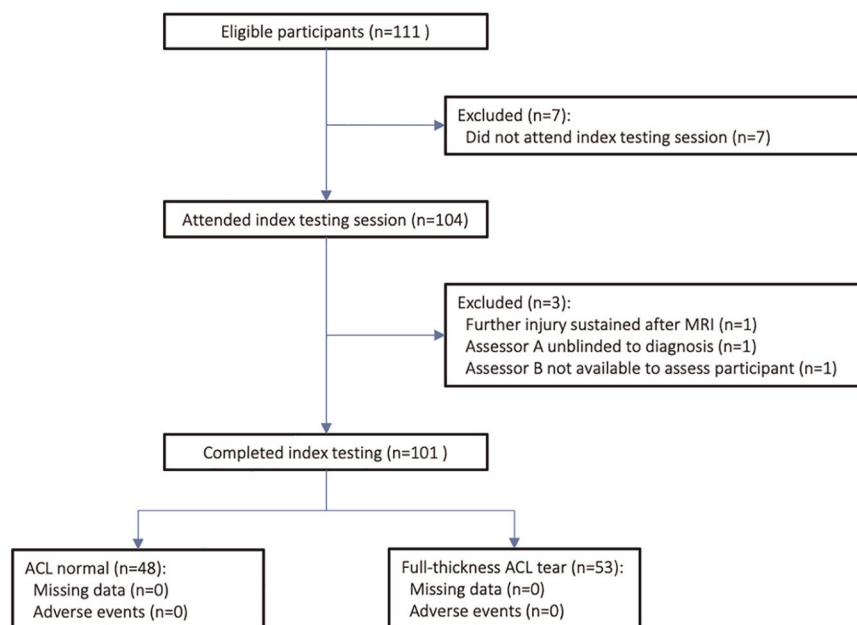 Eligible participants (n=111 )
Excluded (n=7):
Did not attend index testing session (n=7)
Attended index testing session (n=104)
Excluded (n=3):
Further injury sustained after MRI (n=1)
Assessor A unblinded to diagnosis (n=1)
Assessor B not available to assess participant (n=1)
Completed index testing (n=101 )
ACL normal (n=48):
Missing data (n=0)
Adverse events (n=0)
Full-thickness ACL tear (n=53):
Missing data (n=0)
Adverse events (n=0)